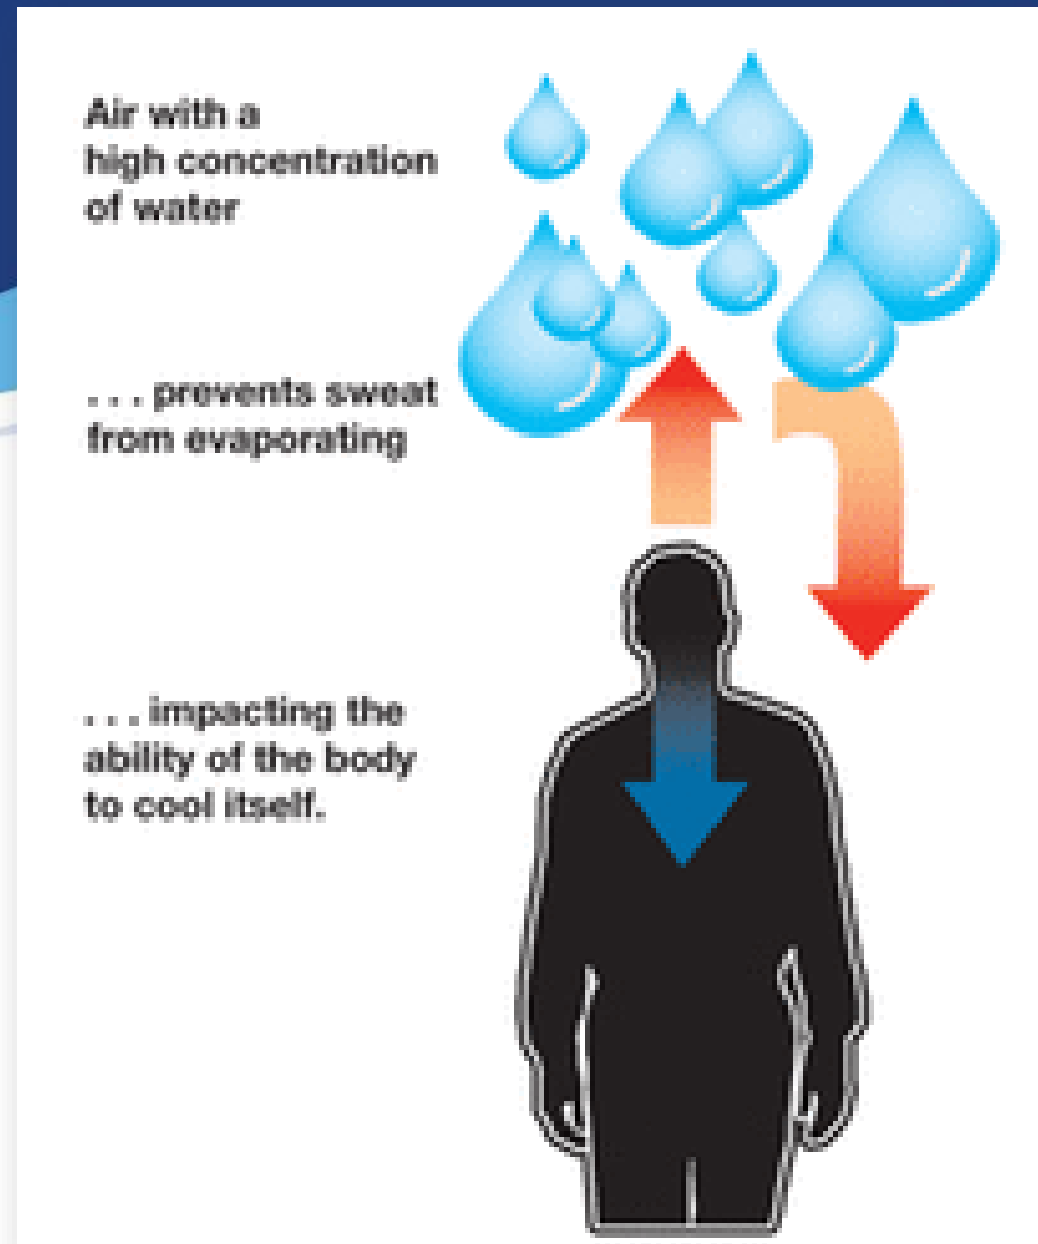 Air with a
high concentration
of water
. . . prevents sweat
from evaporating
. . . impacting the
ability of the body
to cool itself.